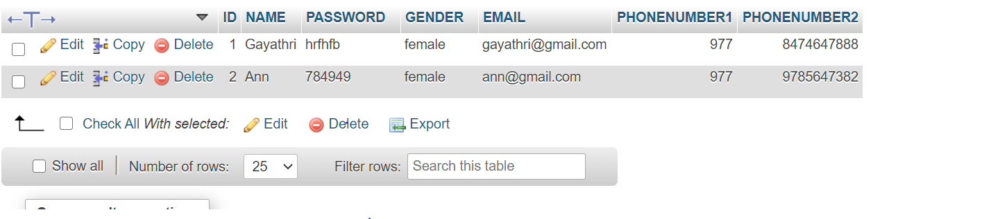 ID NAME PASSWORD GENDER EMAIL PHONENUMBER1 PHONENUMBER2
Edit Copy Delete 1 Gayathri hrfhfb female gayathri@gmail.com 977 8474647888
Edit Copy Delete 2 Ann 784949 female ann@gmail.com 977 9785647382
Check All With selected: Edit Delete Export
Show all Number of rows: 25 Filter rows: Search this table